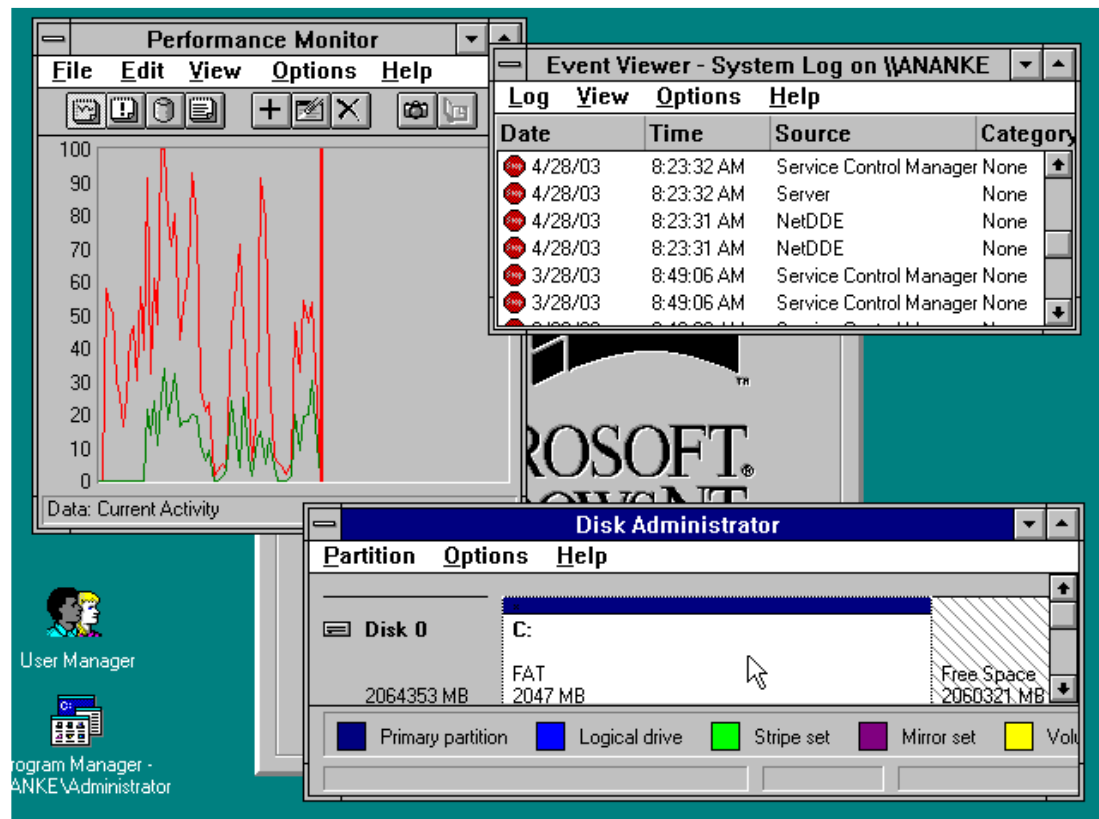 Performance Monitor
File Edit View Options Help
100
90
80
70
60
50
40
30
20
10
0
Data: Current Activity
Event Viewer - System Log on \\ANANKE
Log View Options Help
Date Time Source Category
4/28/03 8:23:32 AM Service Control Manager None
4/28/03 8:23:32 AM Server None
4/28/03 8:23:31 AM NetDDE None
4/28/03 8:23:31 AM NetDDE None
3/28/03 8:49:06 AM Service Control Manager None
3/28/03 8:49:06 AM Service Control Manager None
TM
ROSOFT®
Disk Administrator
Partition Options Help
Disk 0 C:
FAT Free Space
2064353 MB 2047 MB 2060321 MB
Primary partition Logical drive Stripe set Mirror set Volu
User Manager
rogram Manager -
ANKE\Administrator